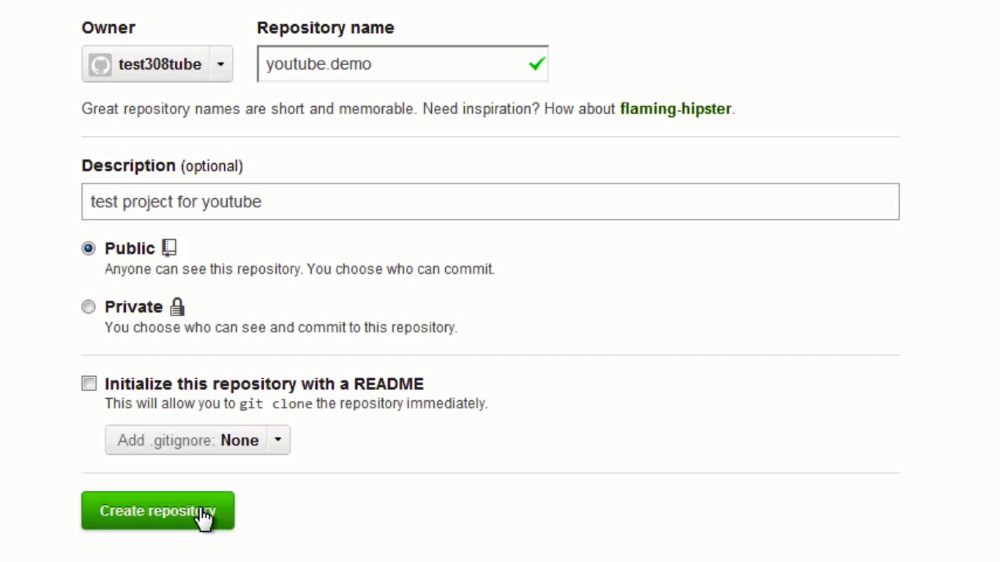 Owner Repository name
test308tube youtube.demo
Great repository names are short and memorable. Need inspiration? How about flaming-hipster.
Description (optional)
test project for youtube
Public
Anyone can see this repository. You choose who can commit.
Private
You choose who can see and commit to this repository.
Initialize this repository with a README
This will allow you to git clone the repository immediately.
Add .gitignore: None
Create repository